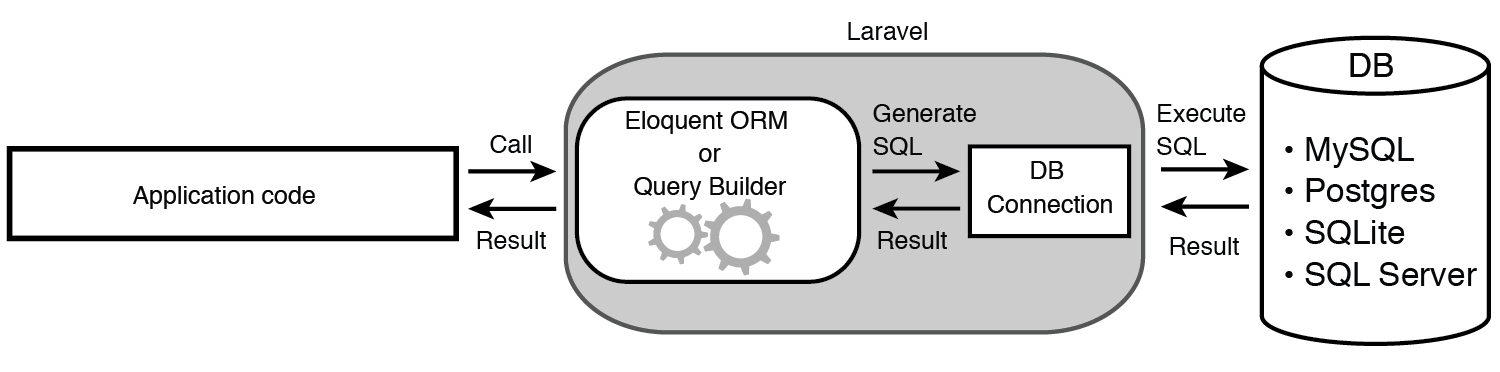 Laravel
Application code
Call
Result
Eloquent ORM
or
Query Builder
Generate
SQL
Result
DB
Connection
Execute
SQL
Result
DB
• MySQL
• Postgres
• SQLite
• SQL Server